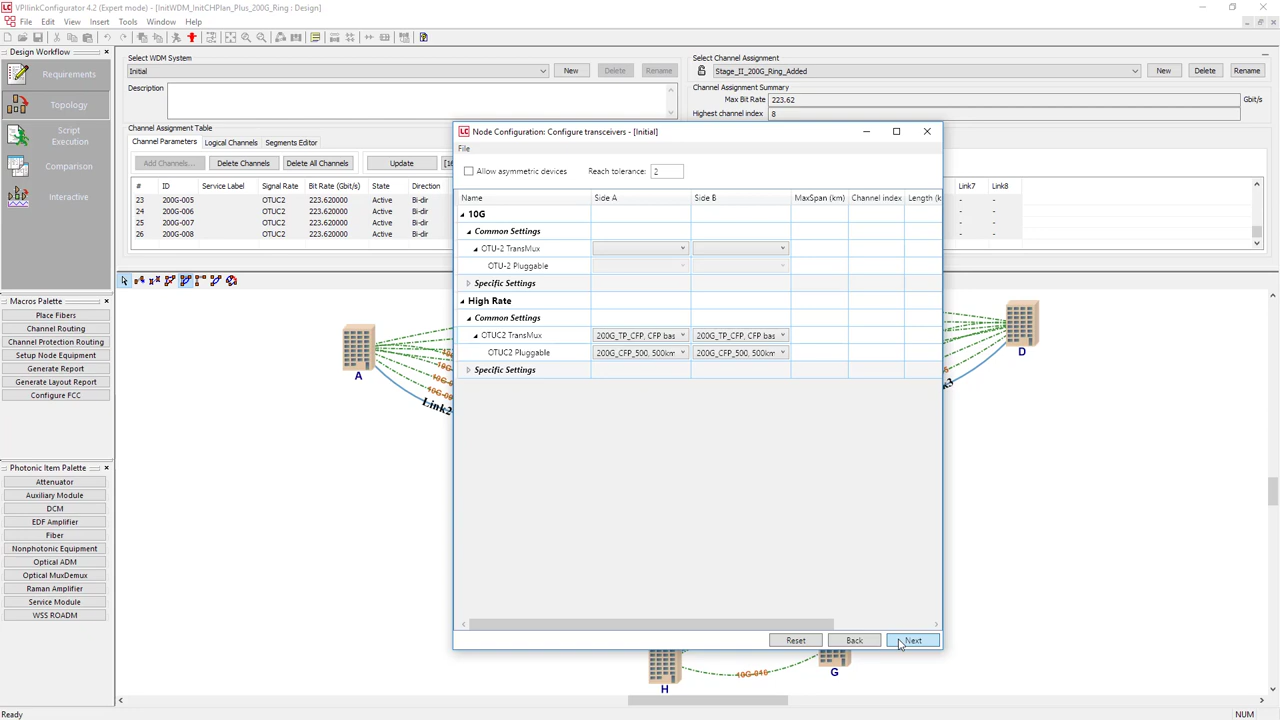 VPIlinkConfigurator 4.2 (Expert mode) - [InitWDM_InitCHPlan_Plus_200G_Ring : Design]
File Edit View Insert Tools Window Help
Design Workflow
Requirements
Topology
Script
Execution
Comparison
Interactive
Select WDM System
Initial
New Delete Rename
Description
Select Channel Assignment
Stage_II_200G_Ring_Added
New Delete Rename
Channel Assignment Summary
Max Bit Rate 223.62 Gbit/s
Highest channel index 8
Channel Assignment Table
Channel Parameters Logical Channels Segments Editor
Add Channels... Delete Channels Delete All Channels Update
# ID Service Label Signal Rate Bit Rate (Gbit/s) State Direction Link7 Link8
23 200G-005 OTUC2 223.620000 Active Bi-dir - -
24 200G-006 OTUC2 223.620000 Active Bi-dir - -
25 200G-007 OTUC2 223.620000 Active Bi-dir - -
26 200G-008 OTUC2 223.620000 Active Bi-dir - -
Macros Palette
Place Fibers
Channel Routing
Channel Protection Routing
Setup Node Equipment
Generate Report
Generate Layout Report
Configure FCC
Photonic Item Palette
Attenuator
Auxiliary Module
DCM
EDF Amplifier
Fiber
Nonphotonic Equipment
Optical ADM
Optical MuxDemux
Raman Amplifier
Service Module
WSS ROADM
A
Link2
D
H
10G-040
G
Node Configuration: Configure transceivers - [Initial]
File
Allow asymmetric devices Reach tolerance: 2
Name Side A Side B MaxSpan (km) Channel index Length (k
10G
Common Settings
OTU-2 TransMux
OTU-2 Pluggable
Specific Settings
High Rate
Common Settings
OTUC2 TransMux 200G_TP_CFP, CFP bas 200G_TP_CFP, CFP bas
OTUC2 Pluggable 200G_CFP_500, 500km 200G_CFP_500, 500km
Specific Settings
Reset Back Next
Ready NUM